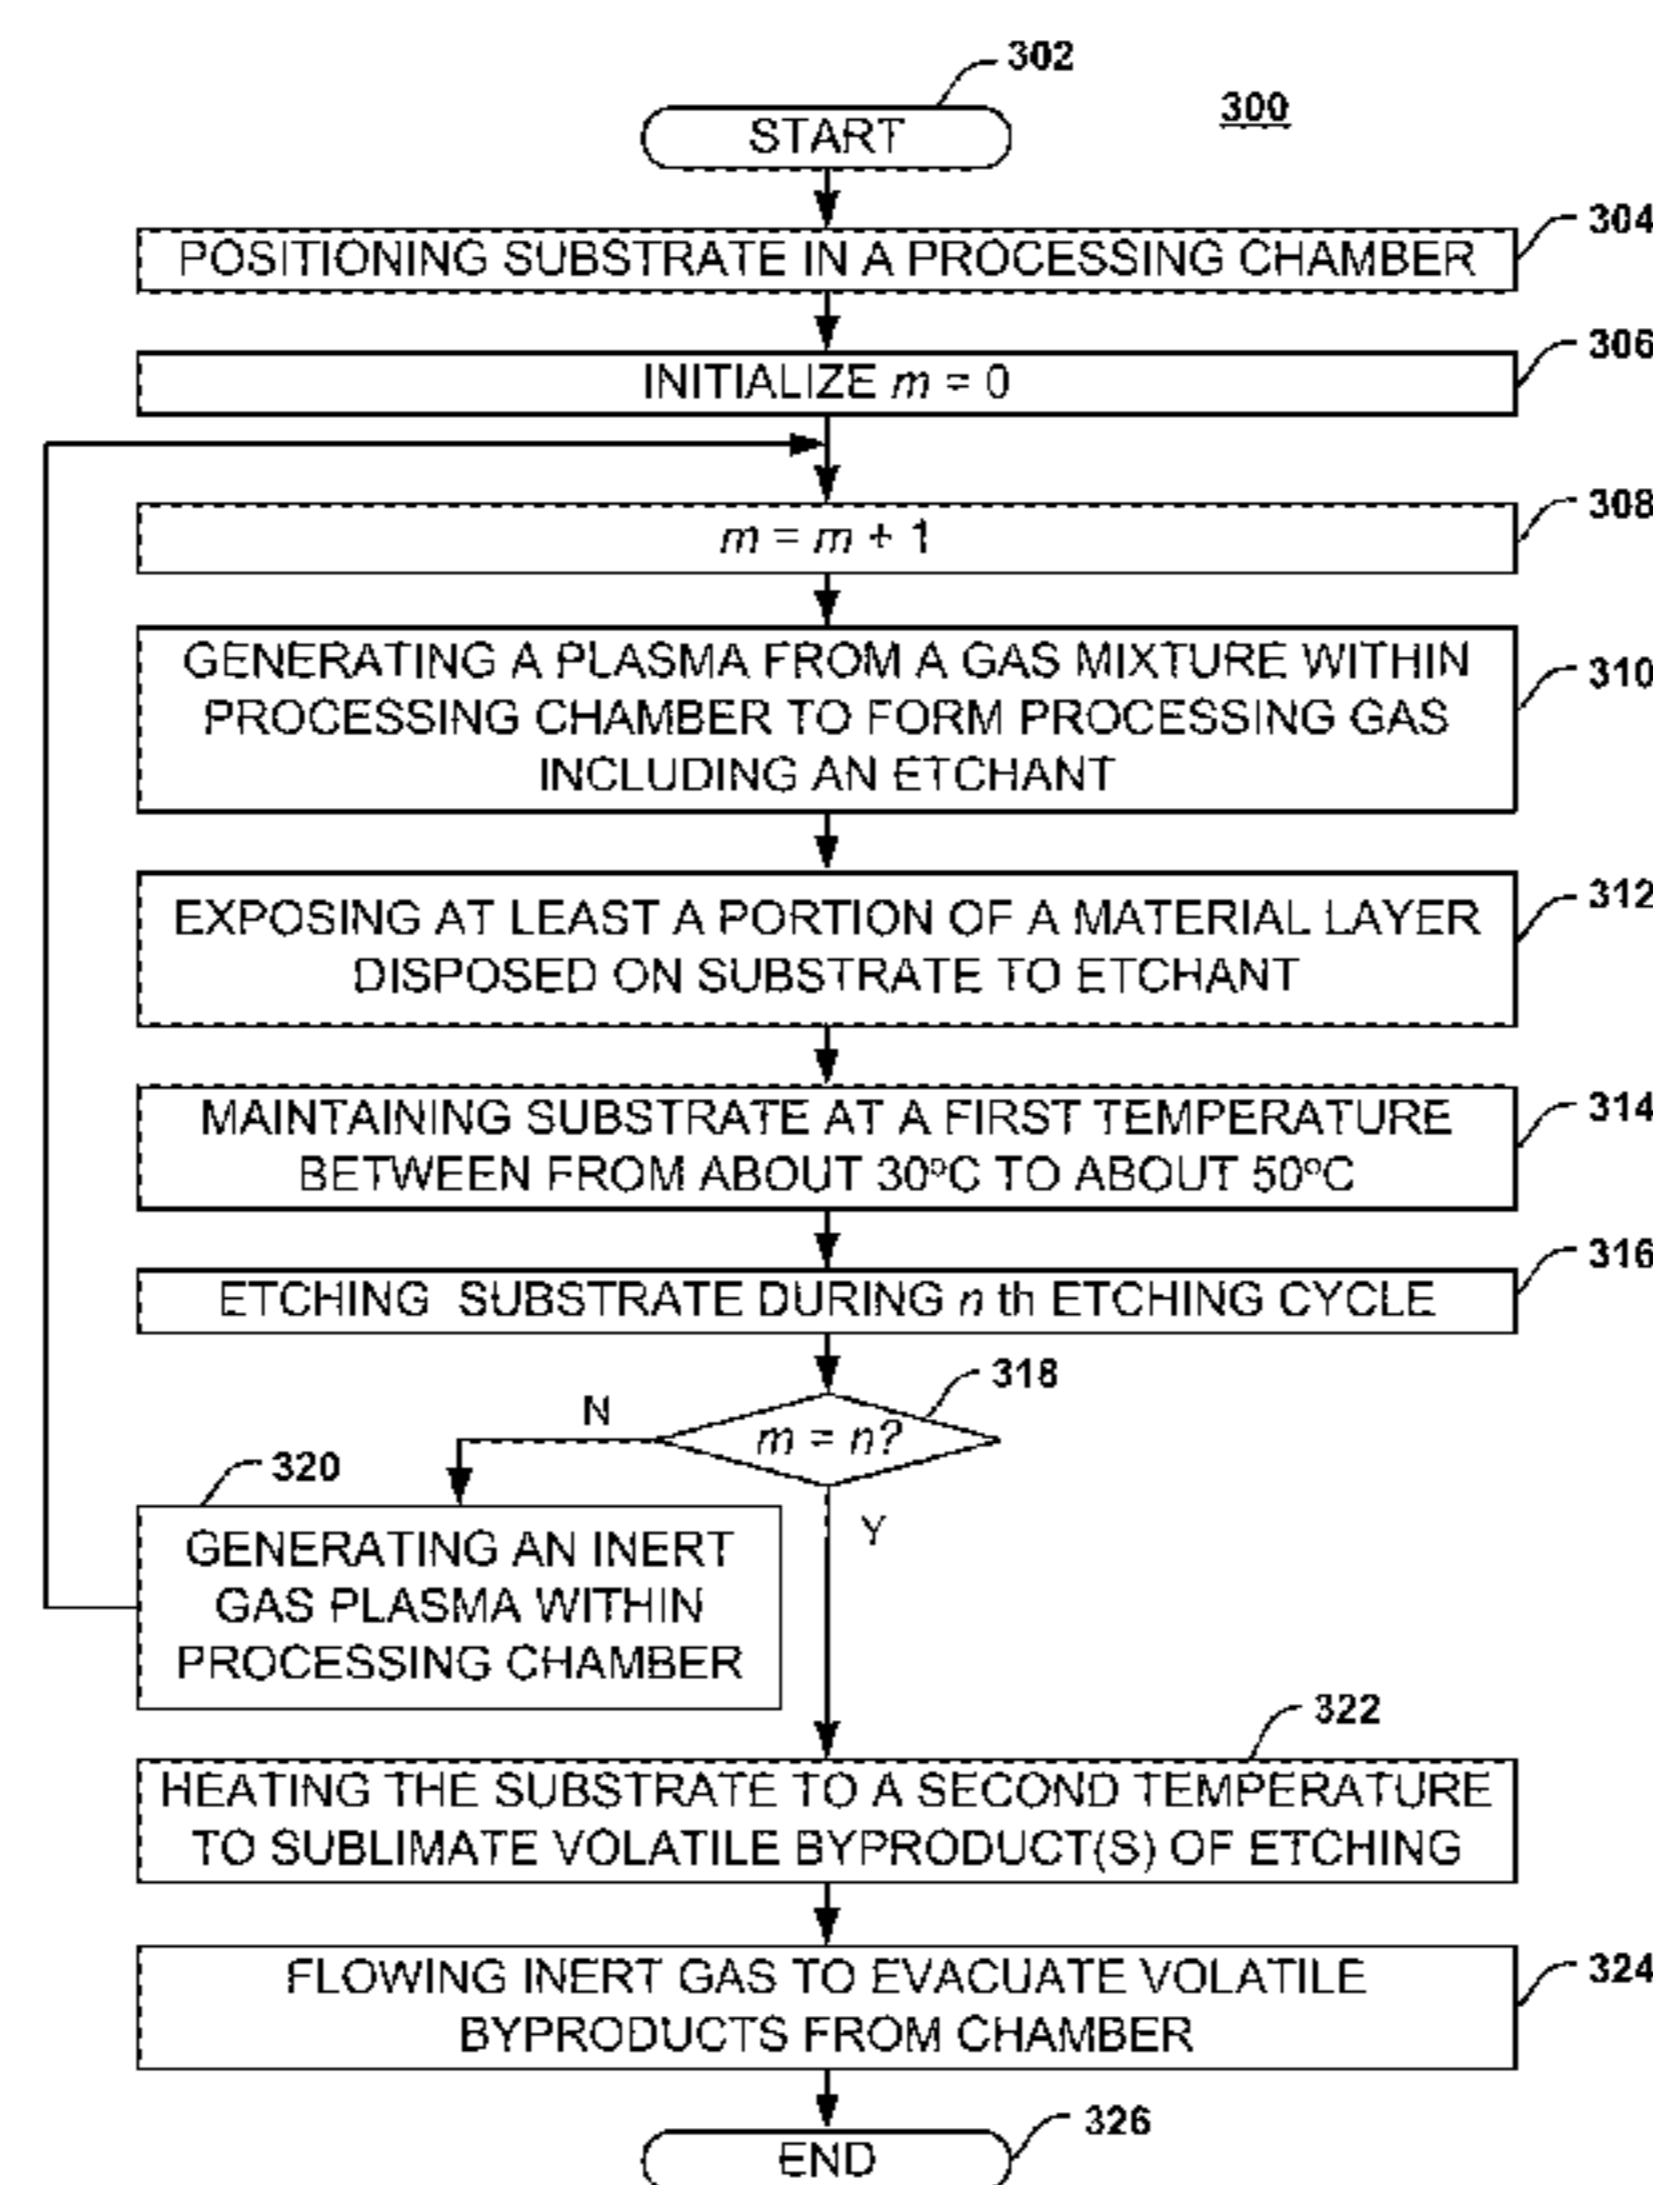 302
300
START
304
POSITIONING SUBSTRATE IN A PROCESSING CHAMBER
306
INITIALIZE m = 0
308
m = m + 1
GENERATING A PLASMA FROM A GAS MIXTURE WITHIN
310
PROCESSING CHAMBER TO FORM PROCESSING GAS
INCLUDING AN ETCHANT
312
EXPOSING AT LEAST A PORTION OF A MATERIAL LAYER
DISPOSED ON SUBSTRATE TO ETCHANT
314
MAINTAINING SUBSTRATE AT A FIRST TEMPERATURE
BETWEEN FROM ABOUT 30ºC TO ABOUT 50ºC
316
ETCHING SUBSTRATE DURING n th ETCHING CYCLE
318
N
m = n?
320
Y
GENERATING AN INERT
GAS PLASMA WITHIN
PROCESSING CHAMBER
322
HEATING THE SUBSTRATE TO A SECOND TEMPERATURE
TO SUBLIMATE VOLATILE BYPRODUCT(S) OF ETCHING
324
FLOWING INERT GAS TO EVACUATE VOLATILE
BYPRODUCTS FROM CHAMBER
326
END